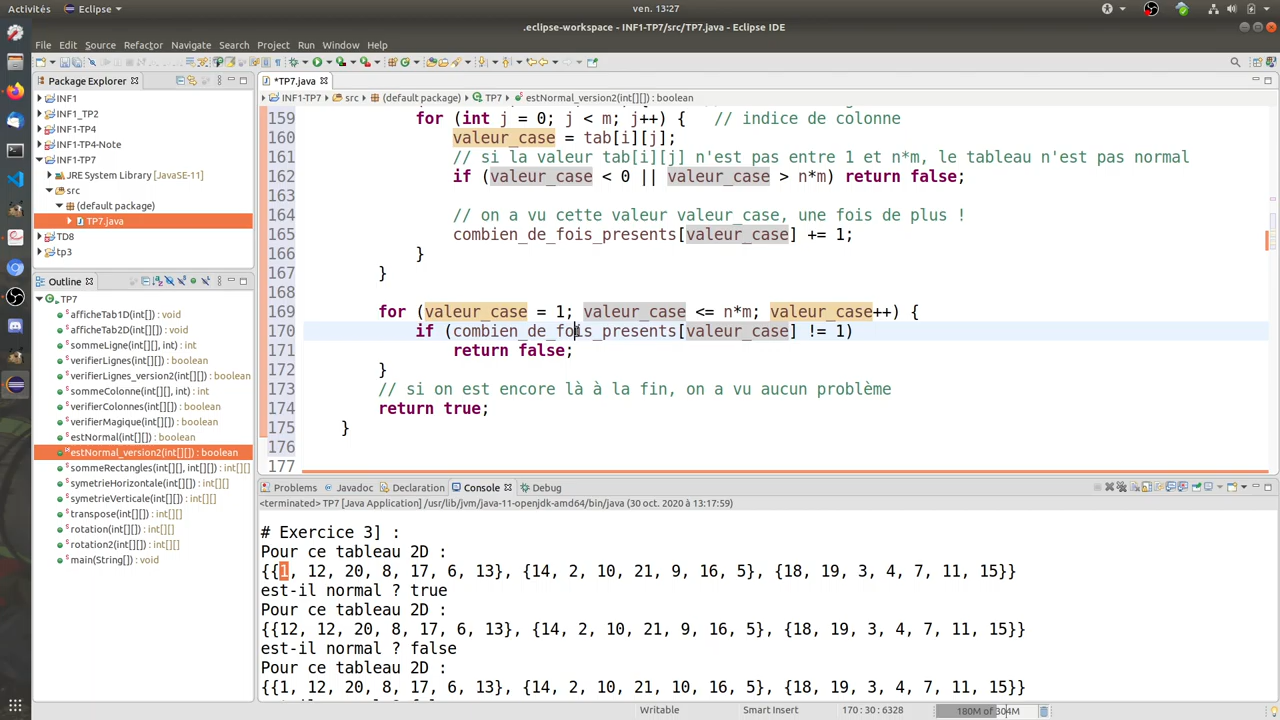 Activités Eclipse ven. 13:27
.eclipse-workspace - INF1-TP7/src/TP7.java - Eclipse IDE
File Edit Source Refactor Navigate Search Project Run Window Help
Package Explorer
INF1
INF1_TP2
INF1-TP4
INF1-TP4-Note
INF1-TP7
JRE System Library [JavaSE-11]
src
(default package)
TP7.java
TD8
tp3
Outline
TP7
afficheTab1D(int[])
afficheTab2D(int[][])
sommeLigne(int[][], int)
verifierLignes(int[][]) : boolean
verifierLignes_version2(int[][]) : boolean
sommeColonne(int[][], int) : int
verifierColonnes(int[][]) : boolean
verifierMagique(int[][]) : boolean
estNormal(int[][]) : boolean
estNormal_version2(int[][]) : boolean
sommeRectangles(int[][], int) : int[][]
symetrieHorizontale(int[][]) : int[][]
symetrieVerticale(int[][]) : int[][]
transpose(int[][]) : int[][]
rotation(int[][]) : int[][]
rotation2(int[][]) : int[][]
main(String[]) : void
*TP7.java
INF1-TP7 src (default package) TP7 estNormal_version2(int[][]) : boolean
159 for (int j = 0; j < m; j++) { // indice de colonne
160 valeur_case = tab[i][j];
161 // si la valeur tab[i][j] n'est pas entre 1 et n*m, le tableau n'est pas normal
162 if (valeur_case < 0 || valeur_case > n*m) return false;
163
164 // on a vu cette valeur valeur_case, une fois de plus !
165 combien_de_fois_presents[valeur_case] += 1;
166 }
167 }
168
169 for (valeur_case = 1; valeur_case <= n*m; valeur_case++) {
170 if (combien_de_fois_presents[valeur_case] != 1)
171 return false;
172 }
173 // si on est encore là à la fin, on a vu aucun problème
174 return true;
175 }
176
177
Problems Javadoc Declaration Console Debug
<terminated> TP7 [Java Application] /usr/lib/jvm/java-11-openjdk-amd64/bin/java (30 oct. 2020 à 13:17:59)
# Exercice 3] :
Pour ce tableau 2D :
{{1, 12, 20, 8, 17, 6, 13}, {14, 2, 10, 21, 9, 16, 5}, {18, 19, 3, 4, 7, 11, 15}}
est-il normal ? true
Pour ce tableau 2D :
{{12, 12, 20, 8, 17, 6, 13}, {14, 2, 10, 21, 9, 16, 5}, {18, 19, 3, 4, 7, 11, 15}}
est-il normal ? false
Pour ce tableau 2D :
{{1, 12, 20, 8, 17, 6, 13}, {14, 2, 10, 21, 10, 16, 5}, {18, 19, 3, 4, 7, 11, 15}}
Writable Smart Insert 170 : 30 : 6328 180M of 304M